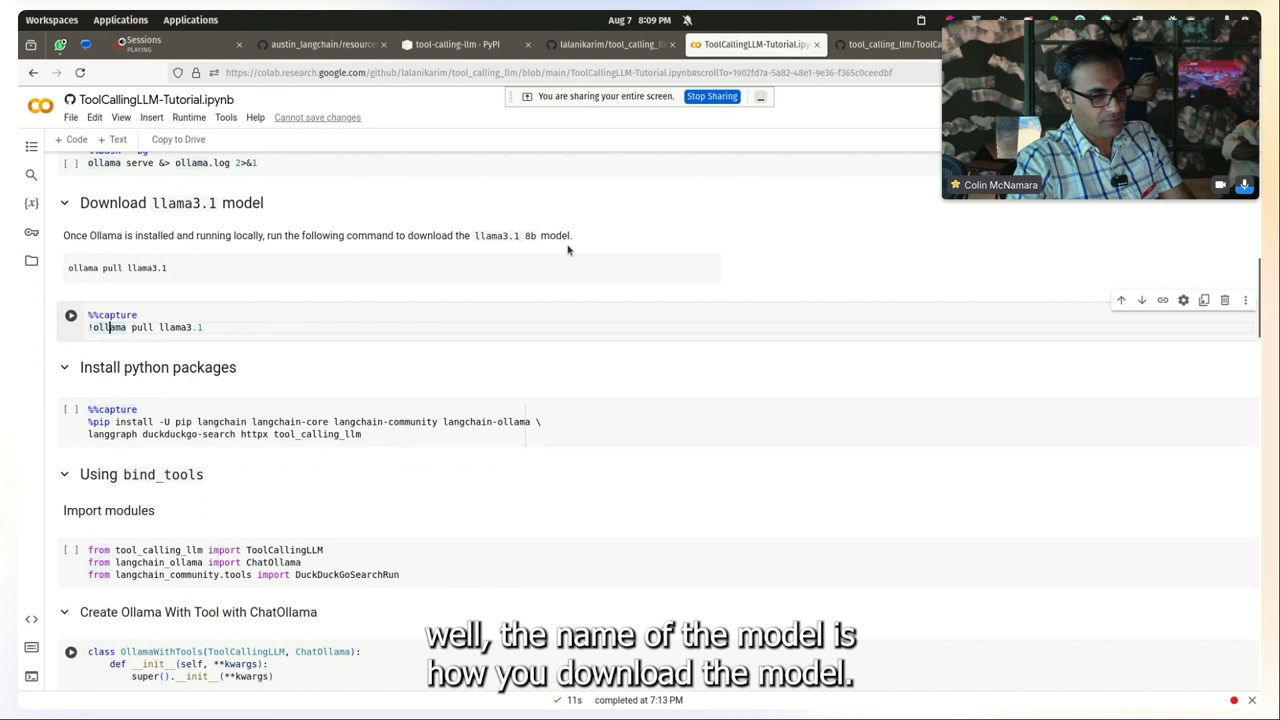 Workspaces Applications Applications Aug 7 8:09 PM
Sessions
PLAYING
austin_langchain/resource
tool-calling-llm · PyPI
lalanikarim/tool_calling_ll
ToolCallingLLM-Tutorial.ipy
tool_calling_llm/ToolCa
https://colab.research.google.com/github/lalanikarim/tool_calling_llm/blob/main/ToolCallingLLM-Tutorial.ipynb#scrollTo=1902fd7a-5a82-48e1-9e36-f365c0ceedbf
ToolCallingLLM-Tutorial.ipynb
You are sharing your entire screen. Stop Sharing
File Edit View Insert Runtime Tools Help Cannot save changes
+ Code + Text Copy to Drive
Colin McNamara
[ ] ollama serve &> ollama.log 2>&1
Download llama3.1 model
Once Ollama is installed and running locally, run the following command to download the llama3.1 8b model.
ollama pull llama3.1
%%capture
!ollama pull llama3.1
Install python packages
[ ] %%capture
%pip install -U pip langchain langchain-core langchain-community langchain-ollama \
langgraph duckduckgo-search httpx tool_calling_llm
Using bind_tools
Import modules
[ ] from tool_calling_llm import ToolCallingLLM
from langchain_ollama import ChatOllama
from langchain_community.tools import DuckDuckGoSearchRun
Create Ollama With Tool with ChatOllama
class OllamaWithTools(ToolCallingLLM, ChatOllama):
def __init__(self, **kwargs):
super().__init__(**kwargs)
well, the name of the model is
how you download the model.
11s completed at 7:13 PM